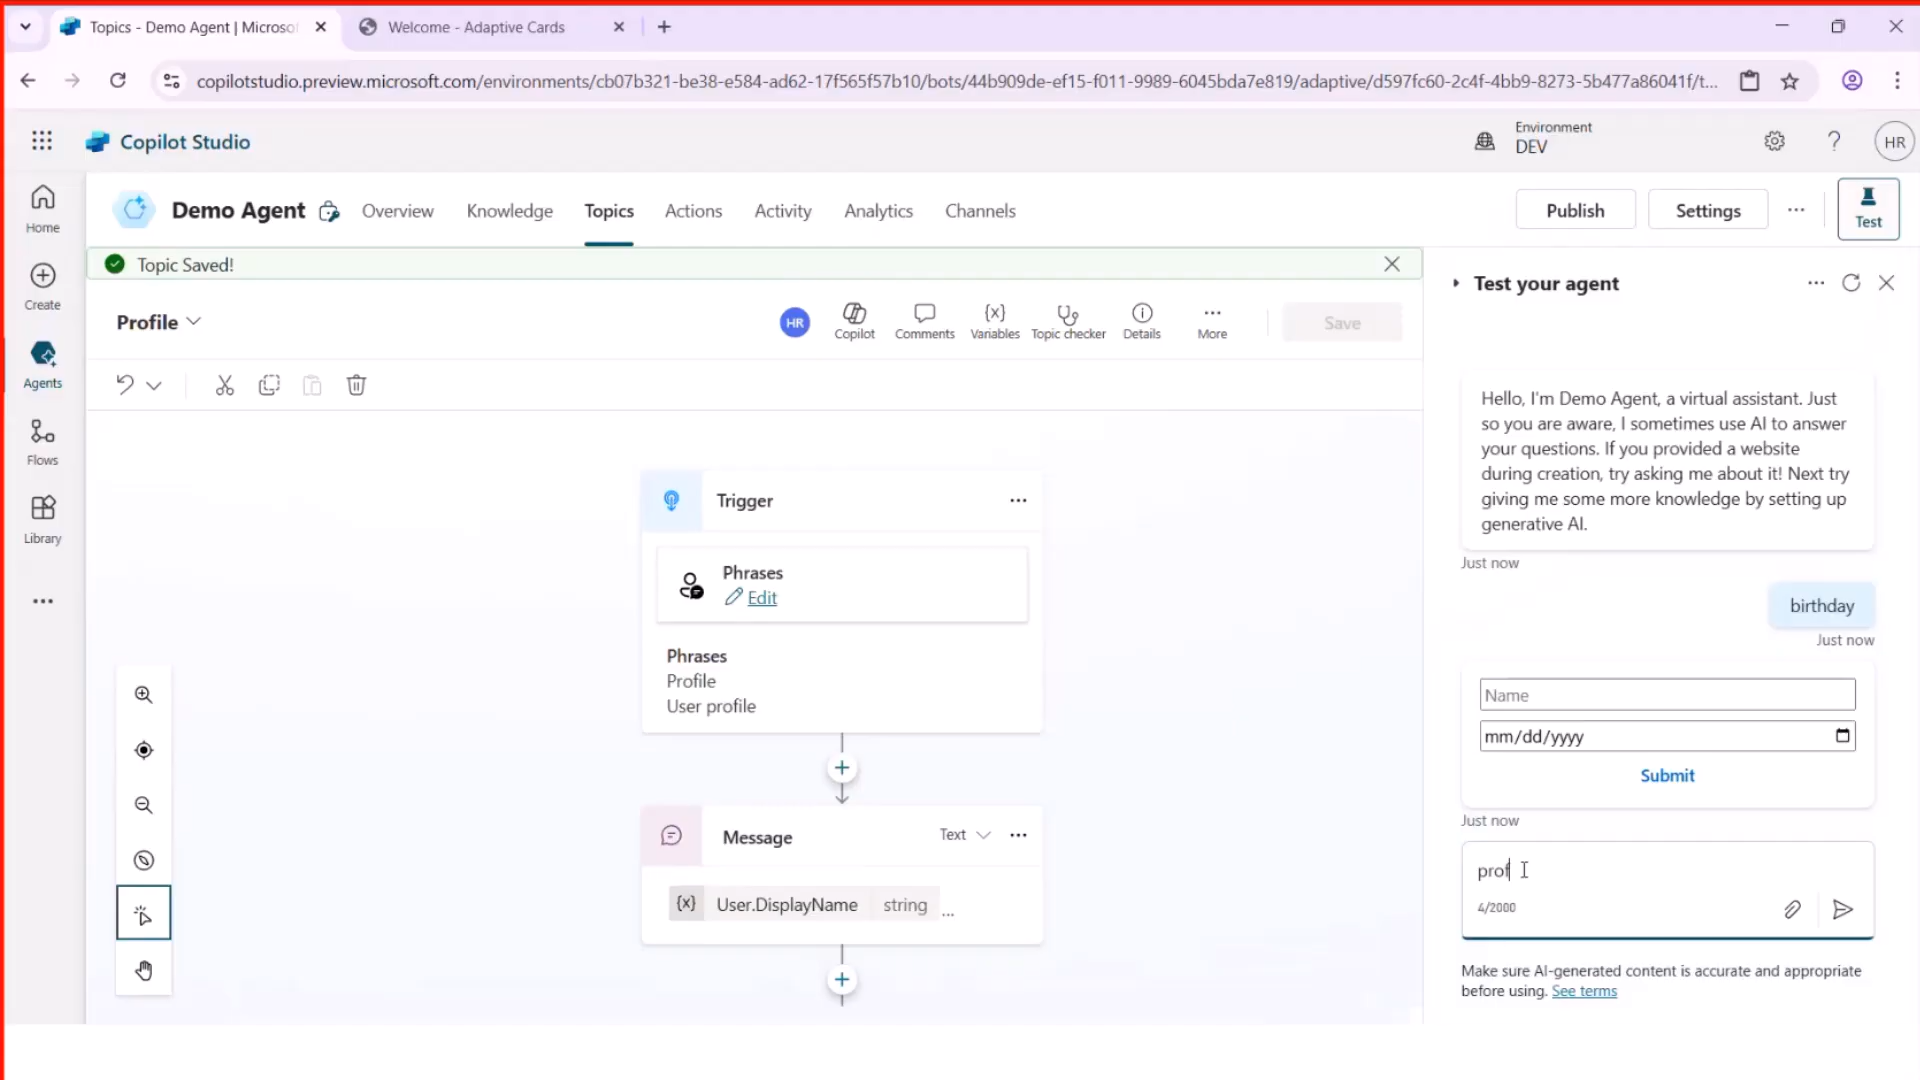 Topics - Demo Agent | Microsof
Welcome - Adaptive Cards
copilotstudio.preview.microsoft.com/environments/cb07b321-be38-e584-ad62-17f565f57b10/bots/44b909de-ef15-f011-9989-6045bda7e819/adaptive/d597fc60-2c4f-4bb9-8273-5b477a86041f/t...
Copilot Studio
Environment
DEV
HR
Home
Create
Agents
Flows
Library
Demo Agent
Overview
Knowledge
Topics
Actions
Activity
Analytics
Channels
Publish
Settings
Test
Topic Saved!
Profile
HR
Copilot
Comments
Variables
Topic checker
Details
More
Save
Trigger
Phrases
Edit
Phrases
Profile
User profile
Message
Text
{x} User.DisplayName string ...
Test your agent
Hello, I'm Demo Agent, a virtual assistant. Just
so you are aware, I sometimes use AI to answer
your questions. If you provided a website
during creation, try asking me about it! Next try
giving me some more knowledge by setting up
generative AI.
Just now
birthday
Just now
Name
mm/dd/yyyy
Submit
Just now
prof
4/2000
Make sure AI-generated content is accurate and appropriate
before using. See terms